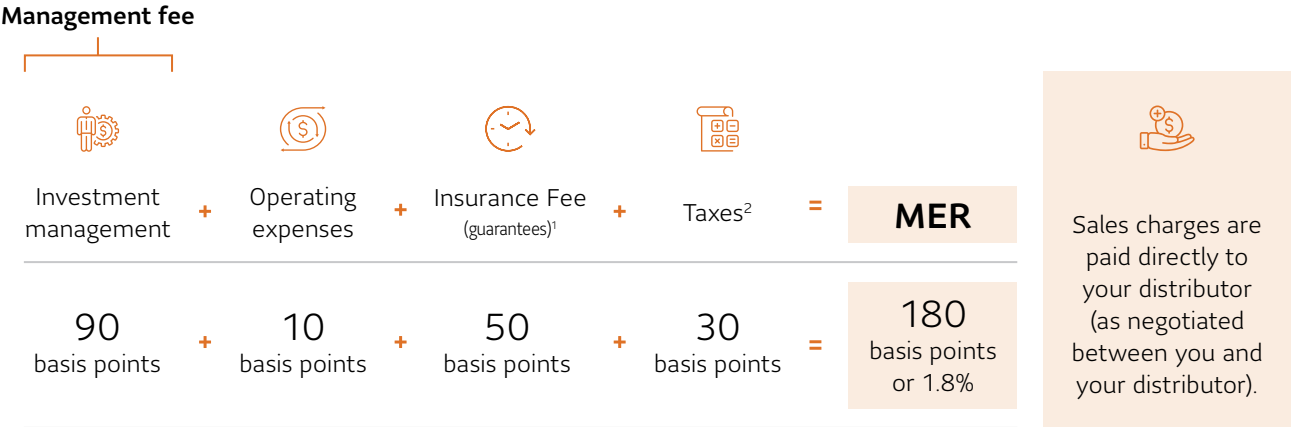 Management fee
Investment
management
+
Operating
expenses
+
Insurance Fee
(guarantees)¹
+
Taxes²
=
MER
90
basis points
+
10
basis points
+
50
basis points
+
30
basis points
=
180
basis points
or 1.8%
Sales charges are
paid directly to
your distributor
(as negotiated
between you and
your distributor).